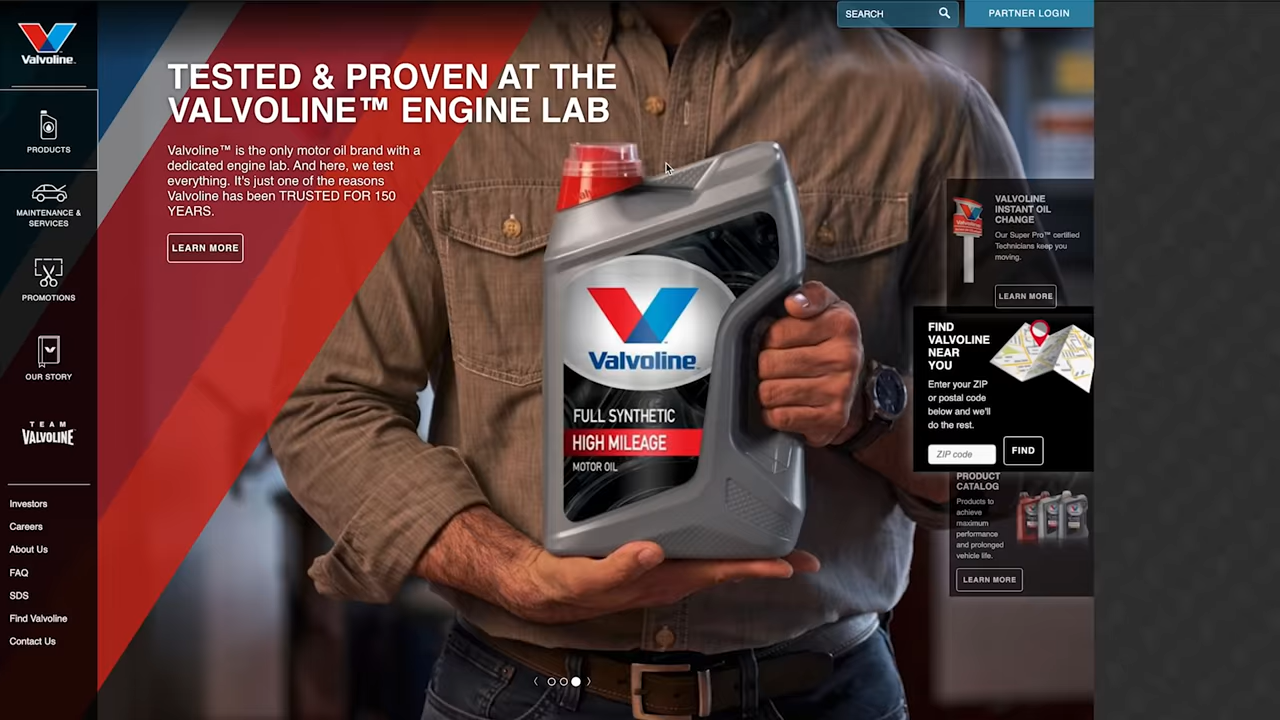 Valvoline™
PRODUCTS
MAINTENANCE &
SERVICES
PROMOTIONS
OUR STORY
TEAM
VALVOLINE
Investors
Careers
About Us
FAQ
SDS
Find Valvoline
Contact Us
SEARCH
PARTNER LOGIN
TESTED & PROVEN AT THE
VALVOLINE™ ENGINE LAB
Valvoline™ is the only motor oil brand with a
dedicated engine lab. And here, we test
everything. It's just one of the reasons
Valvoline has been TRUSTED FOR 150
YEARS.
LEARN MORE
Valvoline™
FULL SYNTHETIC
HIGH MILEAGE
MOTOR OIL
VALVOLINE
INSTANT OIL
CHANGE
Our Super Pro™ certified
Technicians keep you
moving.
LEARN MORE
FIND
VALVOLINE
NEAR
YOU
Enter your ZIP
or postal code
below and we'll
do the rest.
ZIP code
FIND
PRODUCT
CATALOG
Products to
achieve
maximum
performance
and prolonged
vehicle life.
LEARN MORE